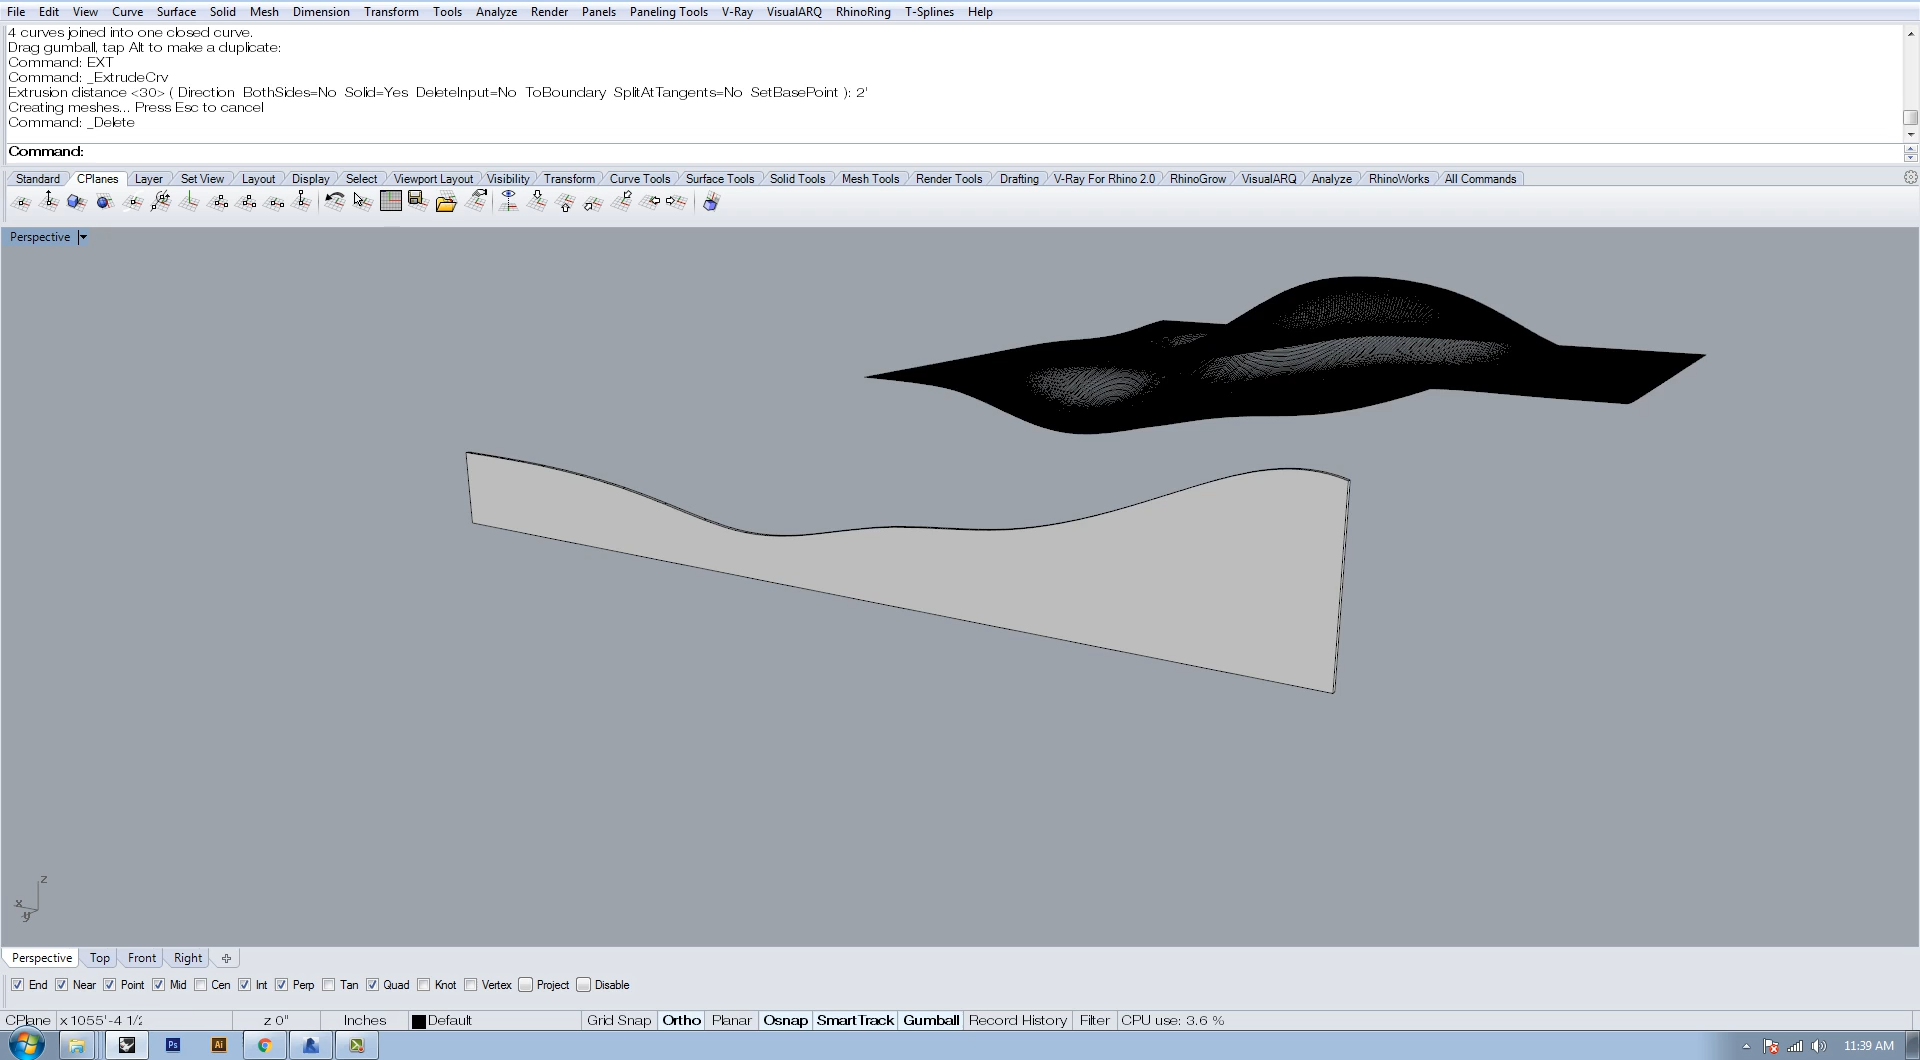 File Edit View Curve Surface Solid Mesh Dimension Transform Tools Analyze Render Panels Paneling Tools V-Ray VisualARQ RhinoRing T-Splines Help
4 curves joined into one closed curve.
Drag gumball, tap Alt to make a duplicate:
Command: EXT
Command: _ExtrudeCrv
Extrusion distance <30> ( Direction BothSides=No Solid=Yes DeleteInput=No ToBoundary SplitAtTangents=No SetBasePoint ): 2'
Creating meshes... Press Esc to cancel
Command: _Delete
Command:
Standard CPlanes Layer Set View Layout Display Select Viewport Layout Visibility Transform Curve Tools Surface Tools Solid Tools Mesh Tools Render Tools Drafting V-Ray For Rhino 2.0 RhinoGrow VisualARQ Analyze RhinoWorks All Commands
Perspective
z
x
y
Perspective Top Front Right
End Near Point Mid Cen Int Perp Tan Quad Knot Vertex Project Disable
CPlane x 1055'-4 1/2 z 0" Inches Default Grid Snap Ortho Planar Osnap SmartTrack Gumball Record History Filter CPU use: 3.6 %
Ps Ai 11:39 AM